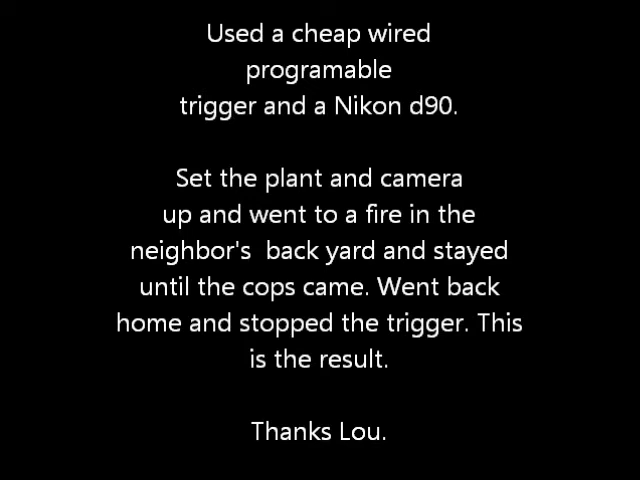 Used a cheap wired
programable
trigger and a Nikon d90.
Set the plant and camera
up and went to a fire in the
neighbor's  back yard and stayed
until the cops came. Went back
home and stopped the trigger. This
is the result.
Thanks Lou.